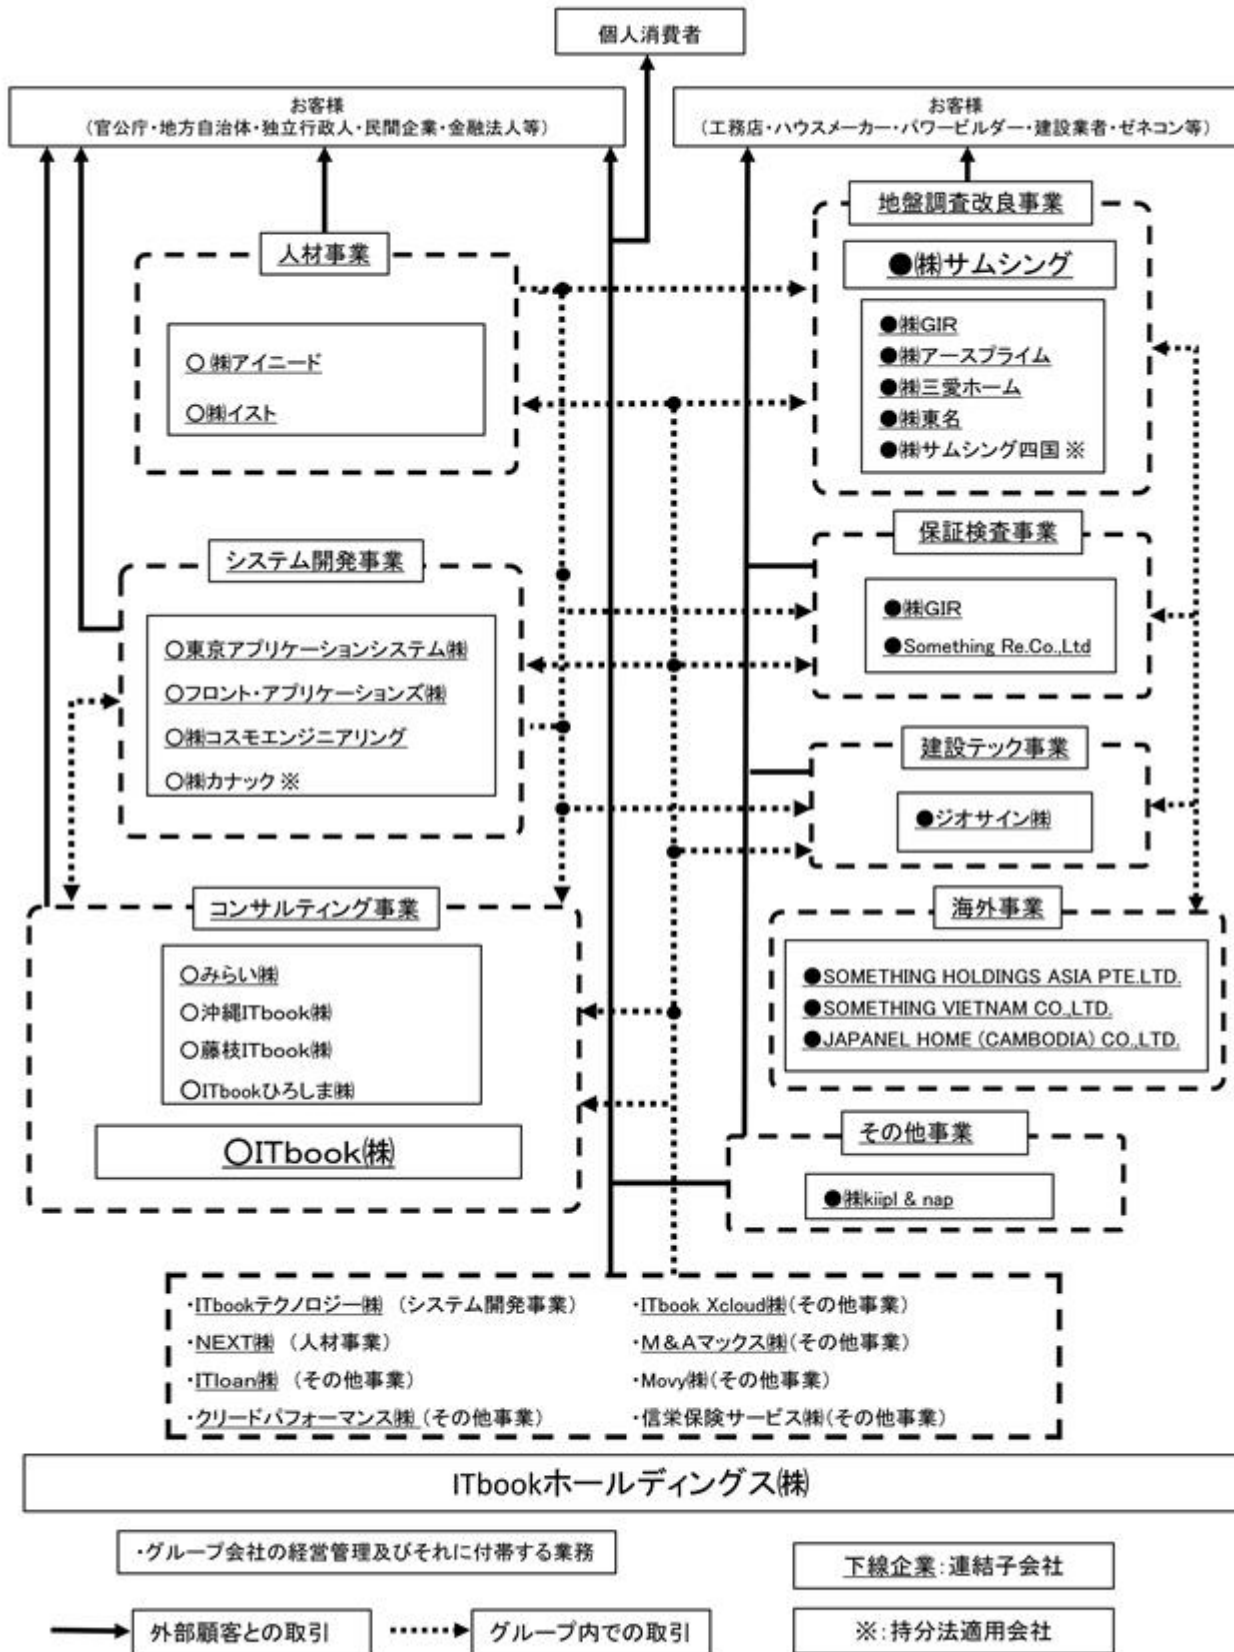 個人消費者
お客様
（官公庁・地方自治体・独立行政人・民間企業・金融法人等）
お客様
（工務店・ハウスメーカー・パワービルダー・建設業者・ゼネコン等）
人材事業
○㈱アイニード
○㈱イスト
地盤調査改良事業
●㈱サムシング
●㈱GIR
●㈱アースプライム
●㈱三愛ホーム
●㈱東名
●㈱サムシング四国 ※
システム開発事業
○東京アプリケーションシステム㈱
○フロント・アプリケーションズ㈱
○㈱コスモエンジニアリング
○㈱カナック ※
保証検査事業
●㈱GIR
●Something Re.Co.,Ltd
建設テック事業
●ジオサイン㈱
コンサルティング事業
○みらい㈱
○沖縄ITbook㈱
○藤枝ITbook㈱
○ITbookひろしま㈱
○ITbook㈱
海外事業
●SOMETHING HOLDINGS ASIA PTE.LTD.
●SOMETHING VIETNAM CO.,LTD.
●JAPANEL HOME (CAMBODIA) CO.,LTD.
その他事業
●㈱kiipl & nap
・ITbookテクノロジー㈱ （システム開発事業）
・NEXT㈱ （人材事業）
・ITloan㈱ （その他事業）
・クリードパフォーマンス㈱ （その他事業）
・ITbook Xcloud㈱（その他事業）
・M＆Aマックス㈱（その他事業）
・Movy㈱（その他事業）
・信栄保険サービス㈱（その他事業）
ITbookホールディングス㈱
・グループ会社の経営管理及びそれに付帯する業務
下線企業：連結子会社
外部顧客との取引
グループ内での取引
※：持分法適用会社